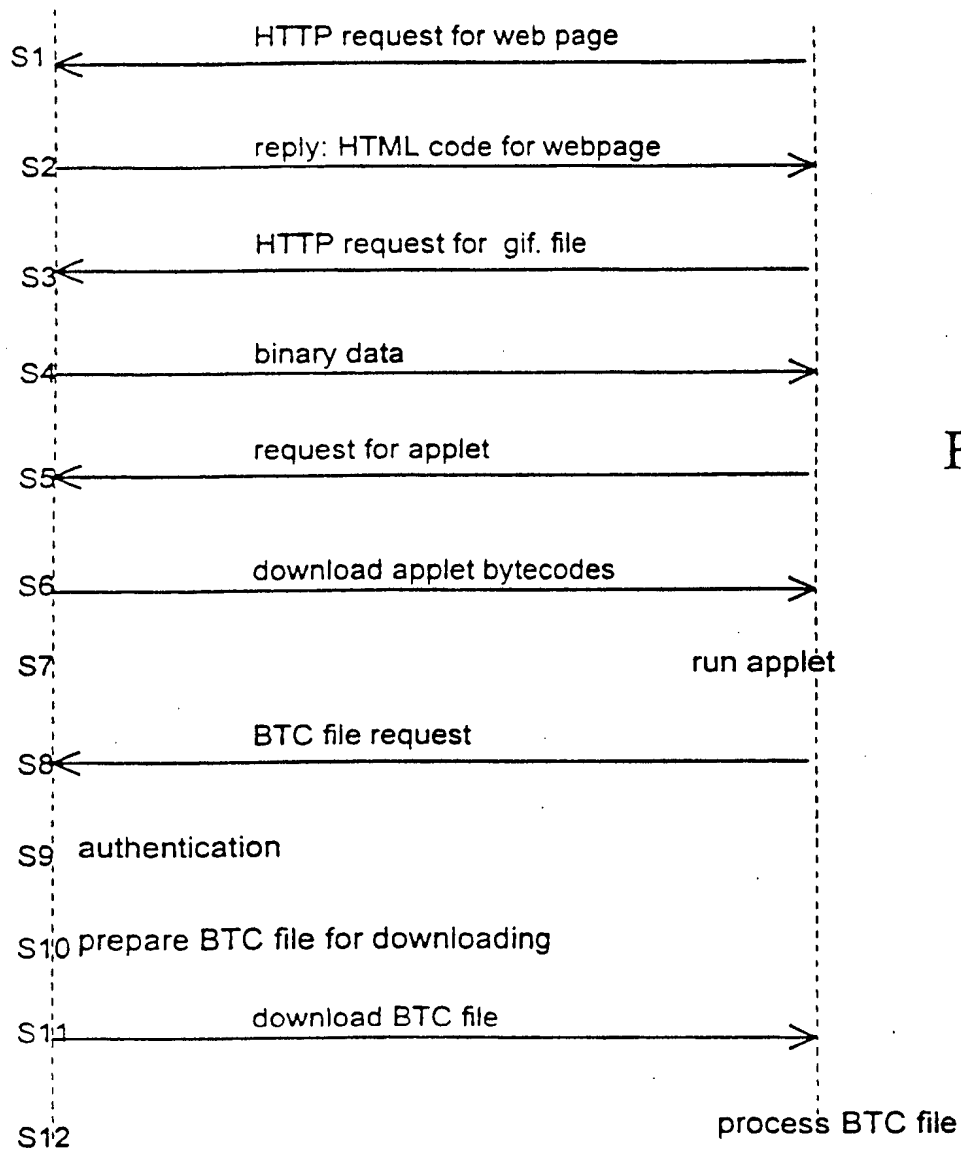 S1 HTTP request for web page
S2 reply: HTML code for webpage
S3 HTTP request for gif. file
S4 binary data
S5 request for applet
S6 download applet bytecodes
S7 run applet
S8 BTC file request
S9 authentication
S10 prepare BTC file for downloading
S11 download BTC file
S12 process BTC file